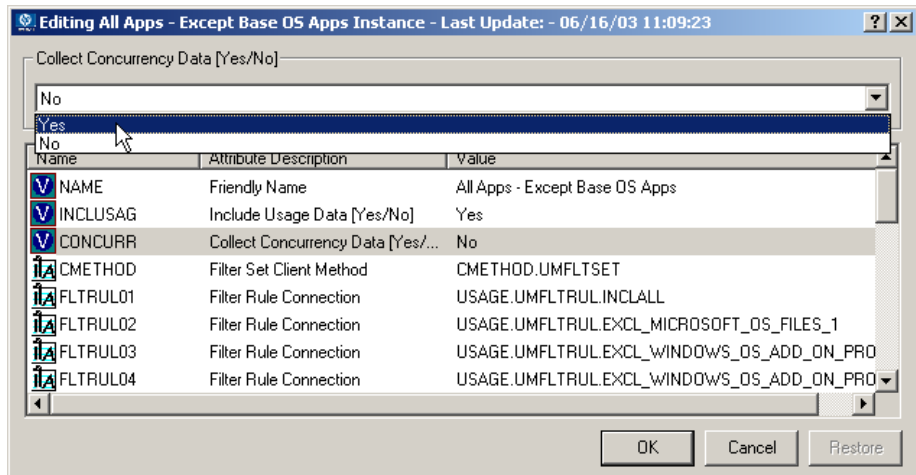 Editing All Apps - Except Base OS Apps Instance - Last Update: - 06/16/03 11:09:23
Collect Concurrency Data [Yes/No]
No
Yes
No
Name Attribute Description Value
NAME Friendly Name All Apps - Except Base OS Apps
INCLUSAG Include Usage Data [Yes/No] Yes
CONCURR Collect Concurrency Data [Yes/... No
CMETHOD Filter Set Client Method CMETHOD.UMFLTSET
FLTRUL01 Filter Rule Connection USAGE.UMFLTRUL.INCLALL
FLTRUL02 Filter Rule Connection USAGE.UMFLTRUL.EXCL_MICROSOFT_OS_FILES_1
FLTRUL03 Filter Rule Connection USAGE.UMFLTRUL.EXCL_WINDOWS_OS_ADD_ON_PRO
FLTRUL04 Filter Rule Connection USAGE.UMFLTRUL.EXCL_WINDOWS_OS_ADD_ON_PRO
OK Cancel Restore